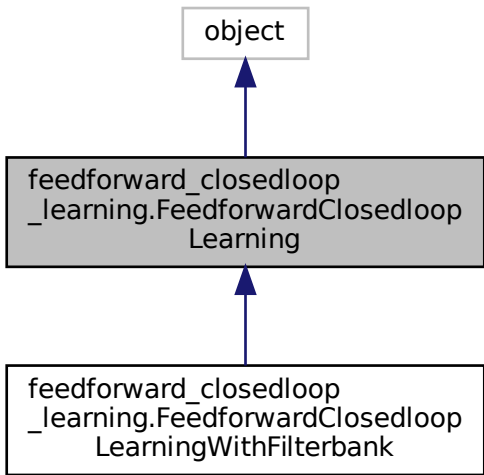 object
feedforward_closedloop
_learning.FeedforwardClosedloop
Learning
feedforward_closedloop
_learning.FeedforwardClosedloop
LearningWithFilterbank